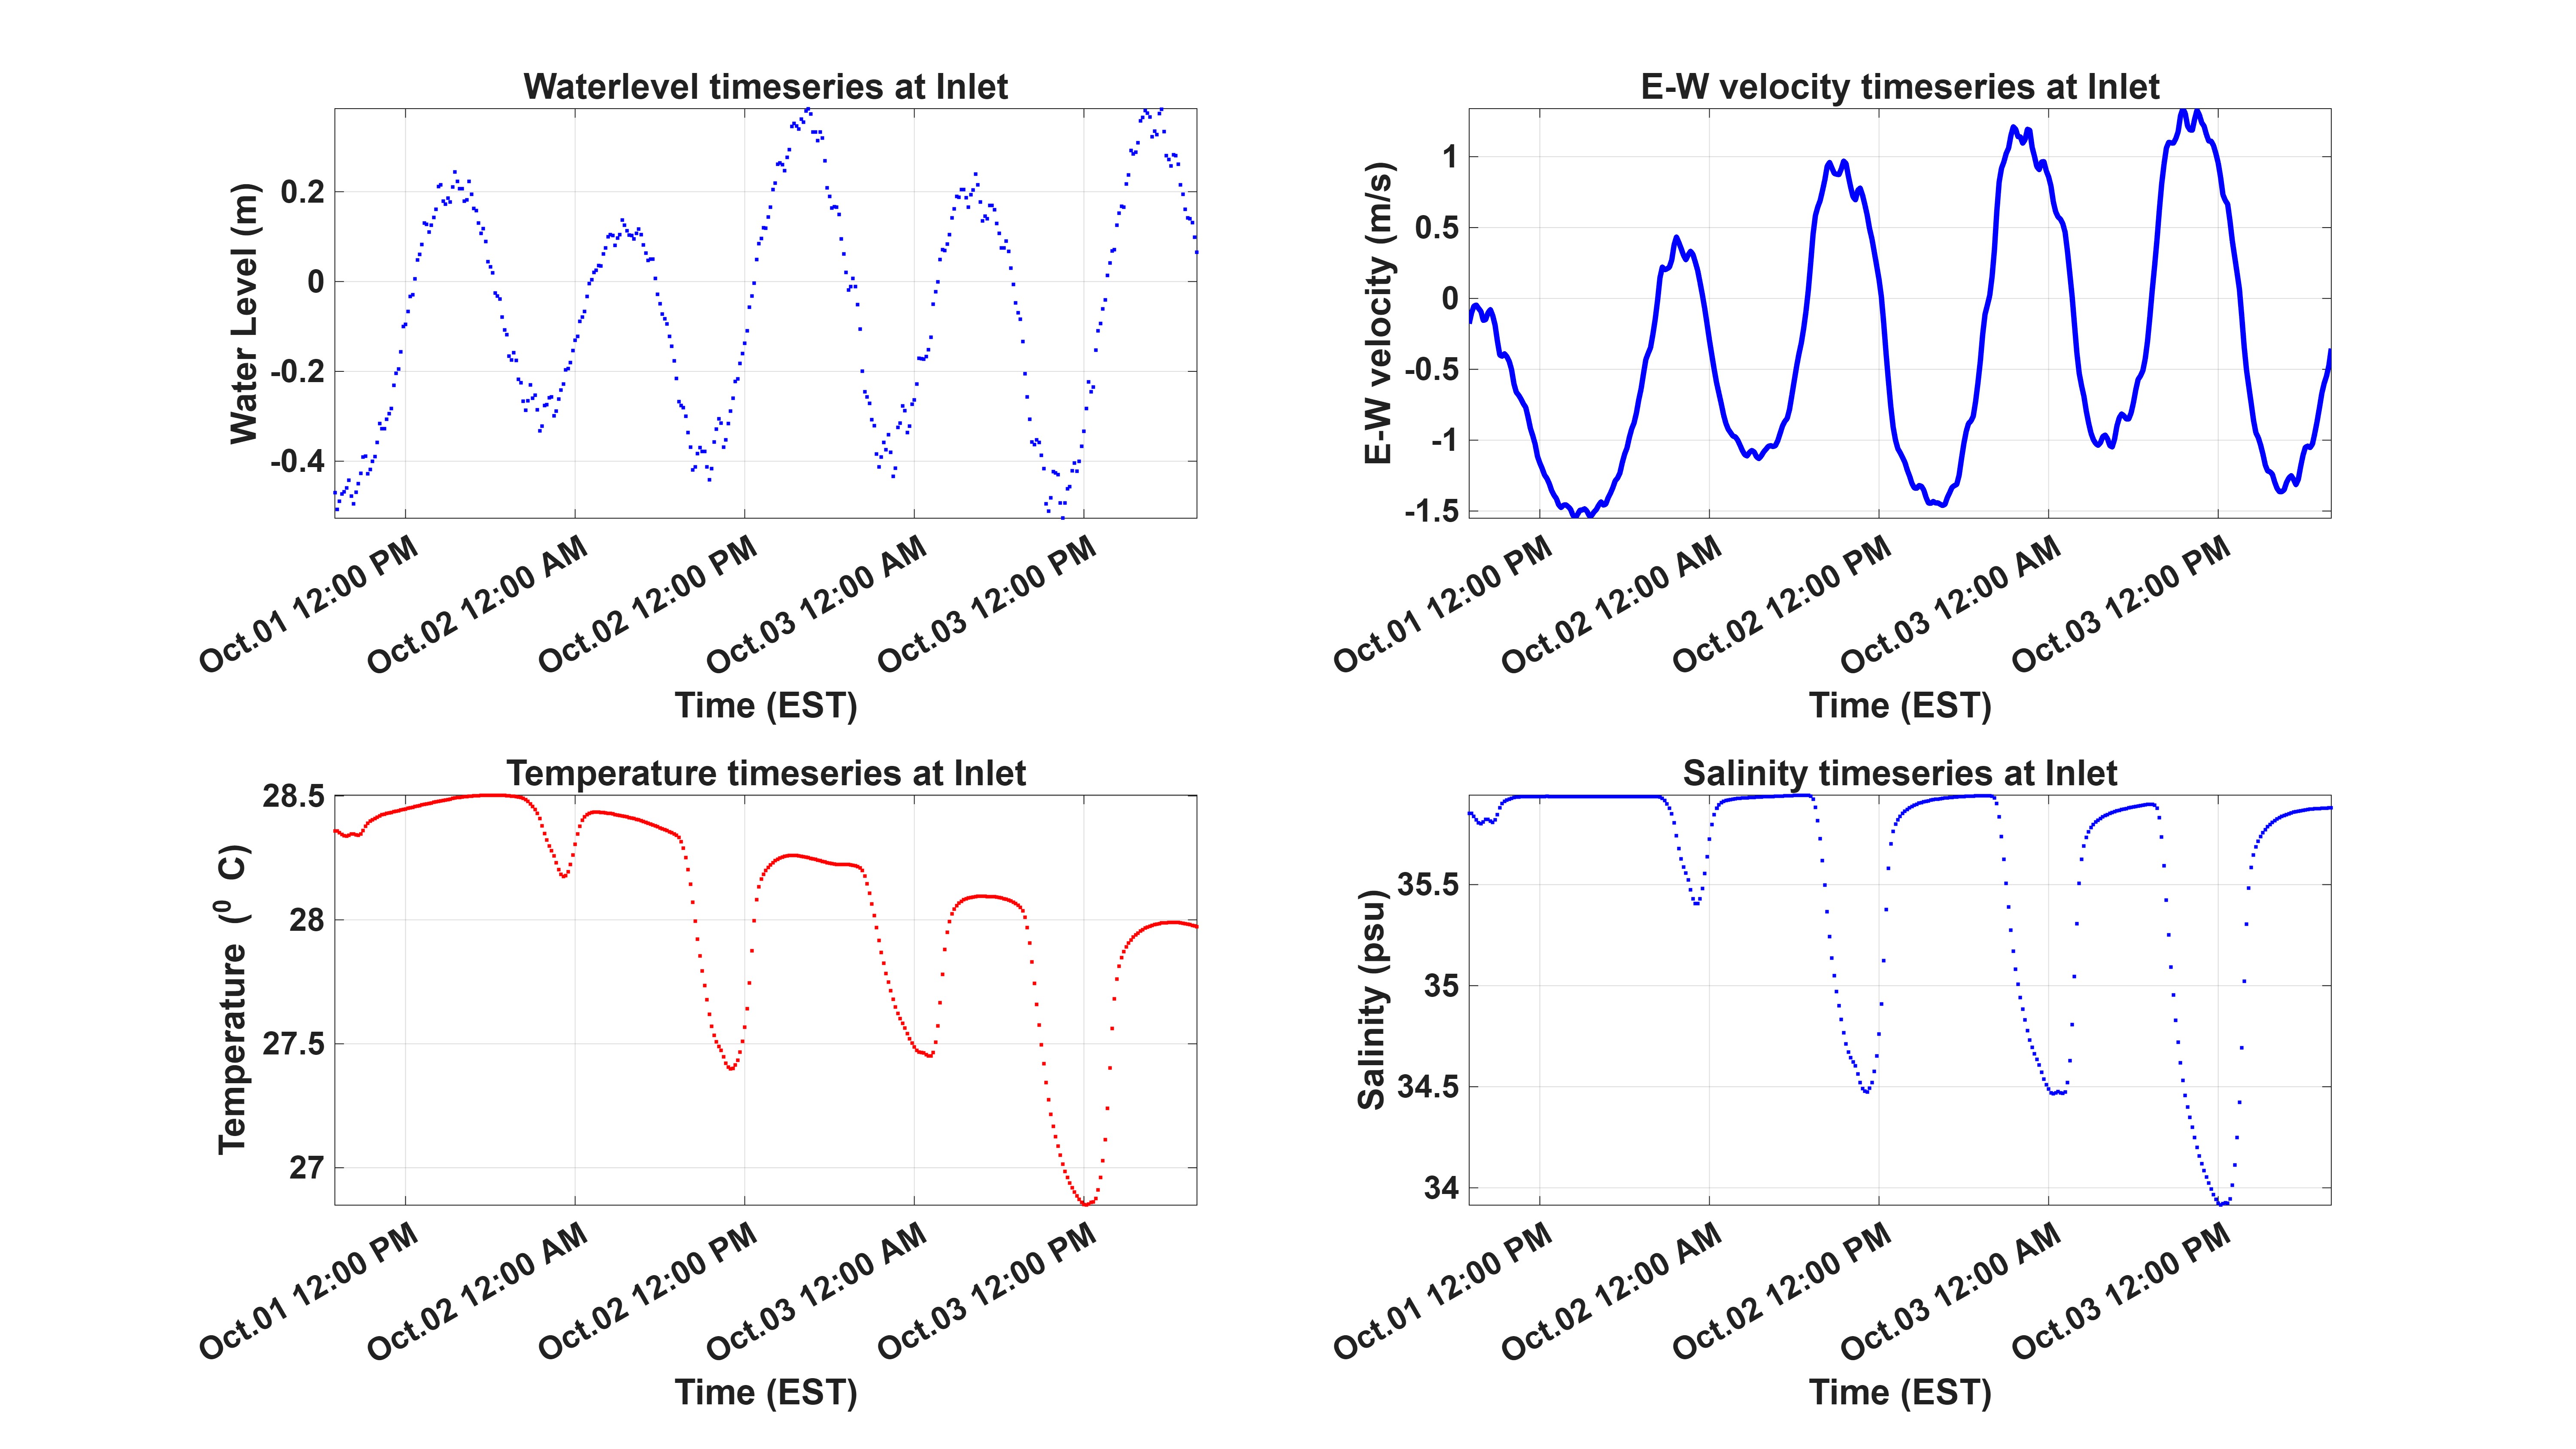 Waterlevel timeseries at Inlet
Water Level (m)
0.2
0
-0.2
-0.4
Oct.01 12:00 PM
Oct.02 12:00 AM
Oct.02 12:00 PM
Oct.03 12:00 AM
Oct.03 12:00 PM
Time (EST)
E-W velocity timeseries at Inlet
E-W velocity (m/s)
1
0.5
0
-0.5
-1
-1.5
Oct.01 12:00 PM
Oct.02 12:00 AM
Oct.02 12:00 PM
Oct.03 12:00 AM
Oct.03 12:00 PM
Time (EST)
Temperature timeseries at Inlet
Temperature (⁰ C)
28.5
28
27.5
27
Oct.01 12:00 PM
Oct.02 12:00 AM
Oct.02 12:00 PM
Oct.03 12:00 AM
Oct.03 12:00 PM
Time (EST)
Salinity timeseries at Inlet
Salinity (psu)
35.5
35
34.5
34
Oct.01 12:00 PM
Oct.02 12:00 AM
Oct.02 12:00 PM
Oct.03 12:00 AM
Oct.03 12:00 PM
Time (EST)